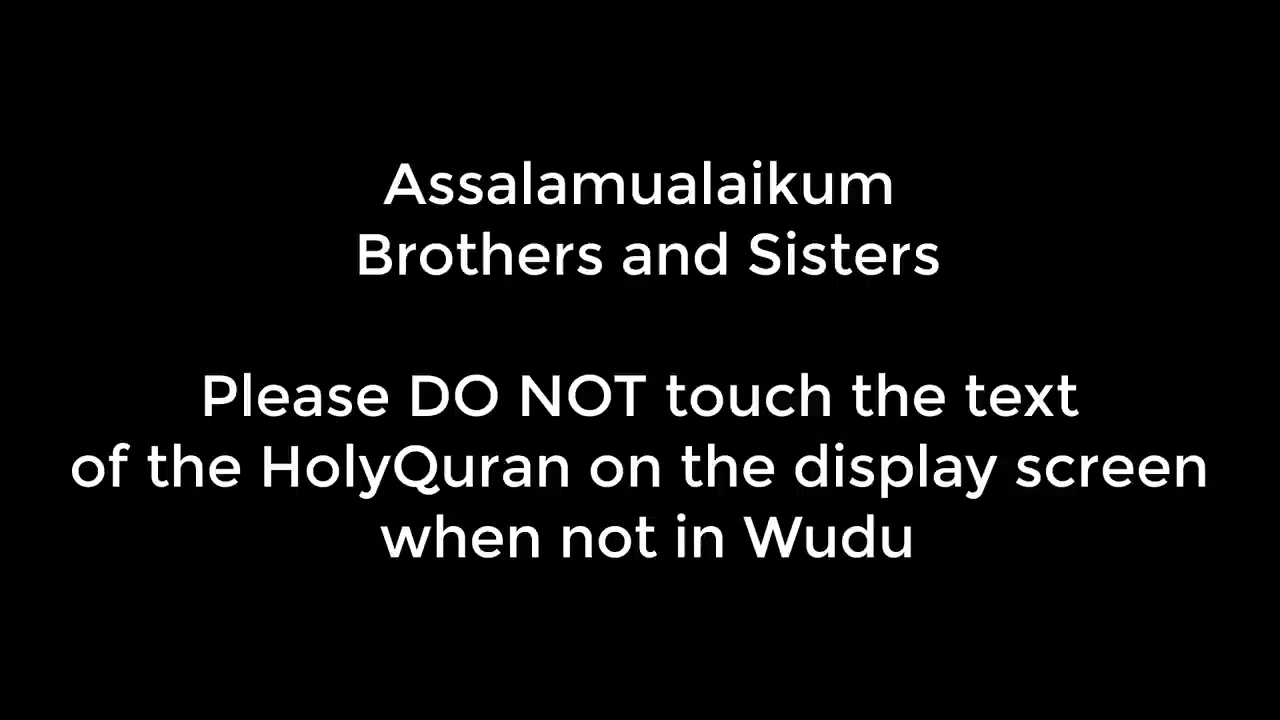 Assalamualaikum
Brothers and Sisters
Please DO NOT touch the text
of the HolyQuran on the display screen
when not in Wudu